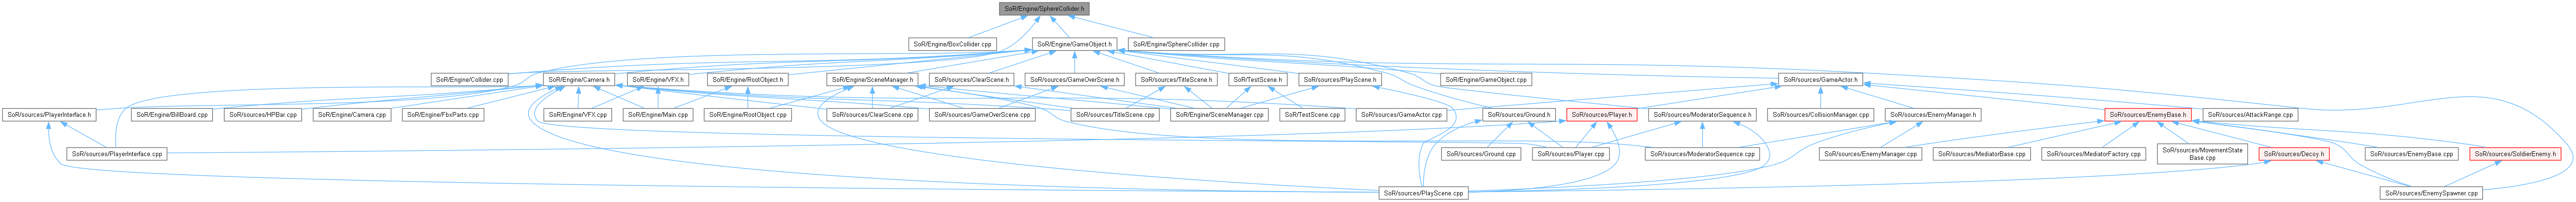 SoR/Engine/SphereCollider.h
SoR/Engine/BoxCollider.cpp
SoR/Engine/GameObject.h
SoR/Engine/SphereCollider.cpp
SoR/Engine/Collider.cpp
SoR/Engine/Camera.h
SoR/Engine/VFX.h
SoR/Engine/RootObject.h
SoR/Engine/SceneManager.h
SoR/sources/ClearScene.h
SoR/sources/GameOverScene.h
SoR/sources/TitleScene.h
SoR/TestScene.h
SoR/sources/PlayScene.h
SoR/Engine/GameObject.cpp
SoR/sources/GameActor.h
SoR/sources/PlayerInterface.h
SoR/Engine/BillBoard.cpp
SoR/sources/HPBar.cpp
SoR/Engine/Camera.cpp
SoR/Engine/FbxParts.cpp
SoR/Engine/VFX.cpp
SoR/Engine/Main.cpp
SoR/Engine/RootObject.cpp
SoR/sources/ClearScene.cpp
SoR/sources/GameOverScene.cpp
SoR/sources/TitleScene.cpp
SoR/Engine/SceneManager.cpp
SoR/TestScene.cpp
SoR/sources/GameActor.cpp
SoR/sources/Ground.h
SoR/sources/Player.h
SoR/sources/ModeratorSequence.h
SoR/sources/CollisionManager.cpp
SoR/sources/EnemyManager.h
SoR/sources/EnemyBase.h
SoR/sources/AttackRange.cpp
SoR/sources/PlayerInterface.cpp
SoR/sources/Ground.cpp
SoR/sources/Player.cpp
SoR/sources/ModeratorSequence.cpp
SoR/sources/EnemyManager.cpp
SoR/sources/MediatorBase.cpp
SoR/sources/MediatorFactory.cpp
SoR/sources/MovementState
Base.cpp
SoR/sources/Decoy.h
SoR/sources/EnemyBase.cpp
SoR/sources/SoldierEnemy.h
SoR/sources/PlayScene.cpp
SoR/sources/EnemySpawner.cpp